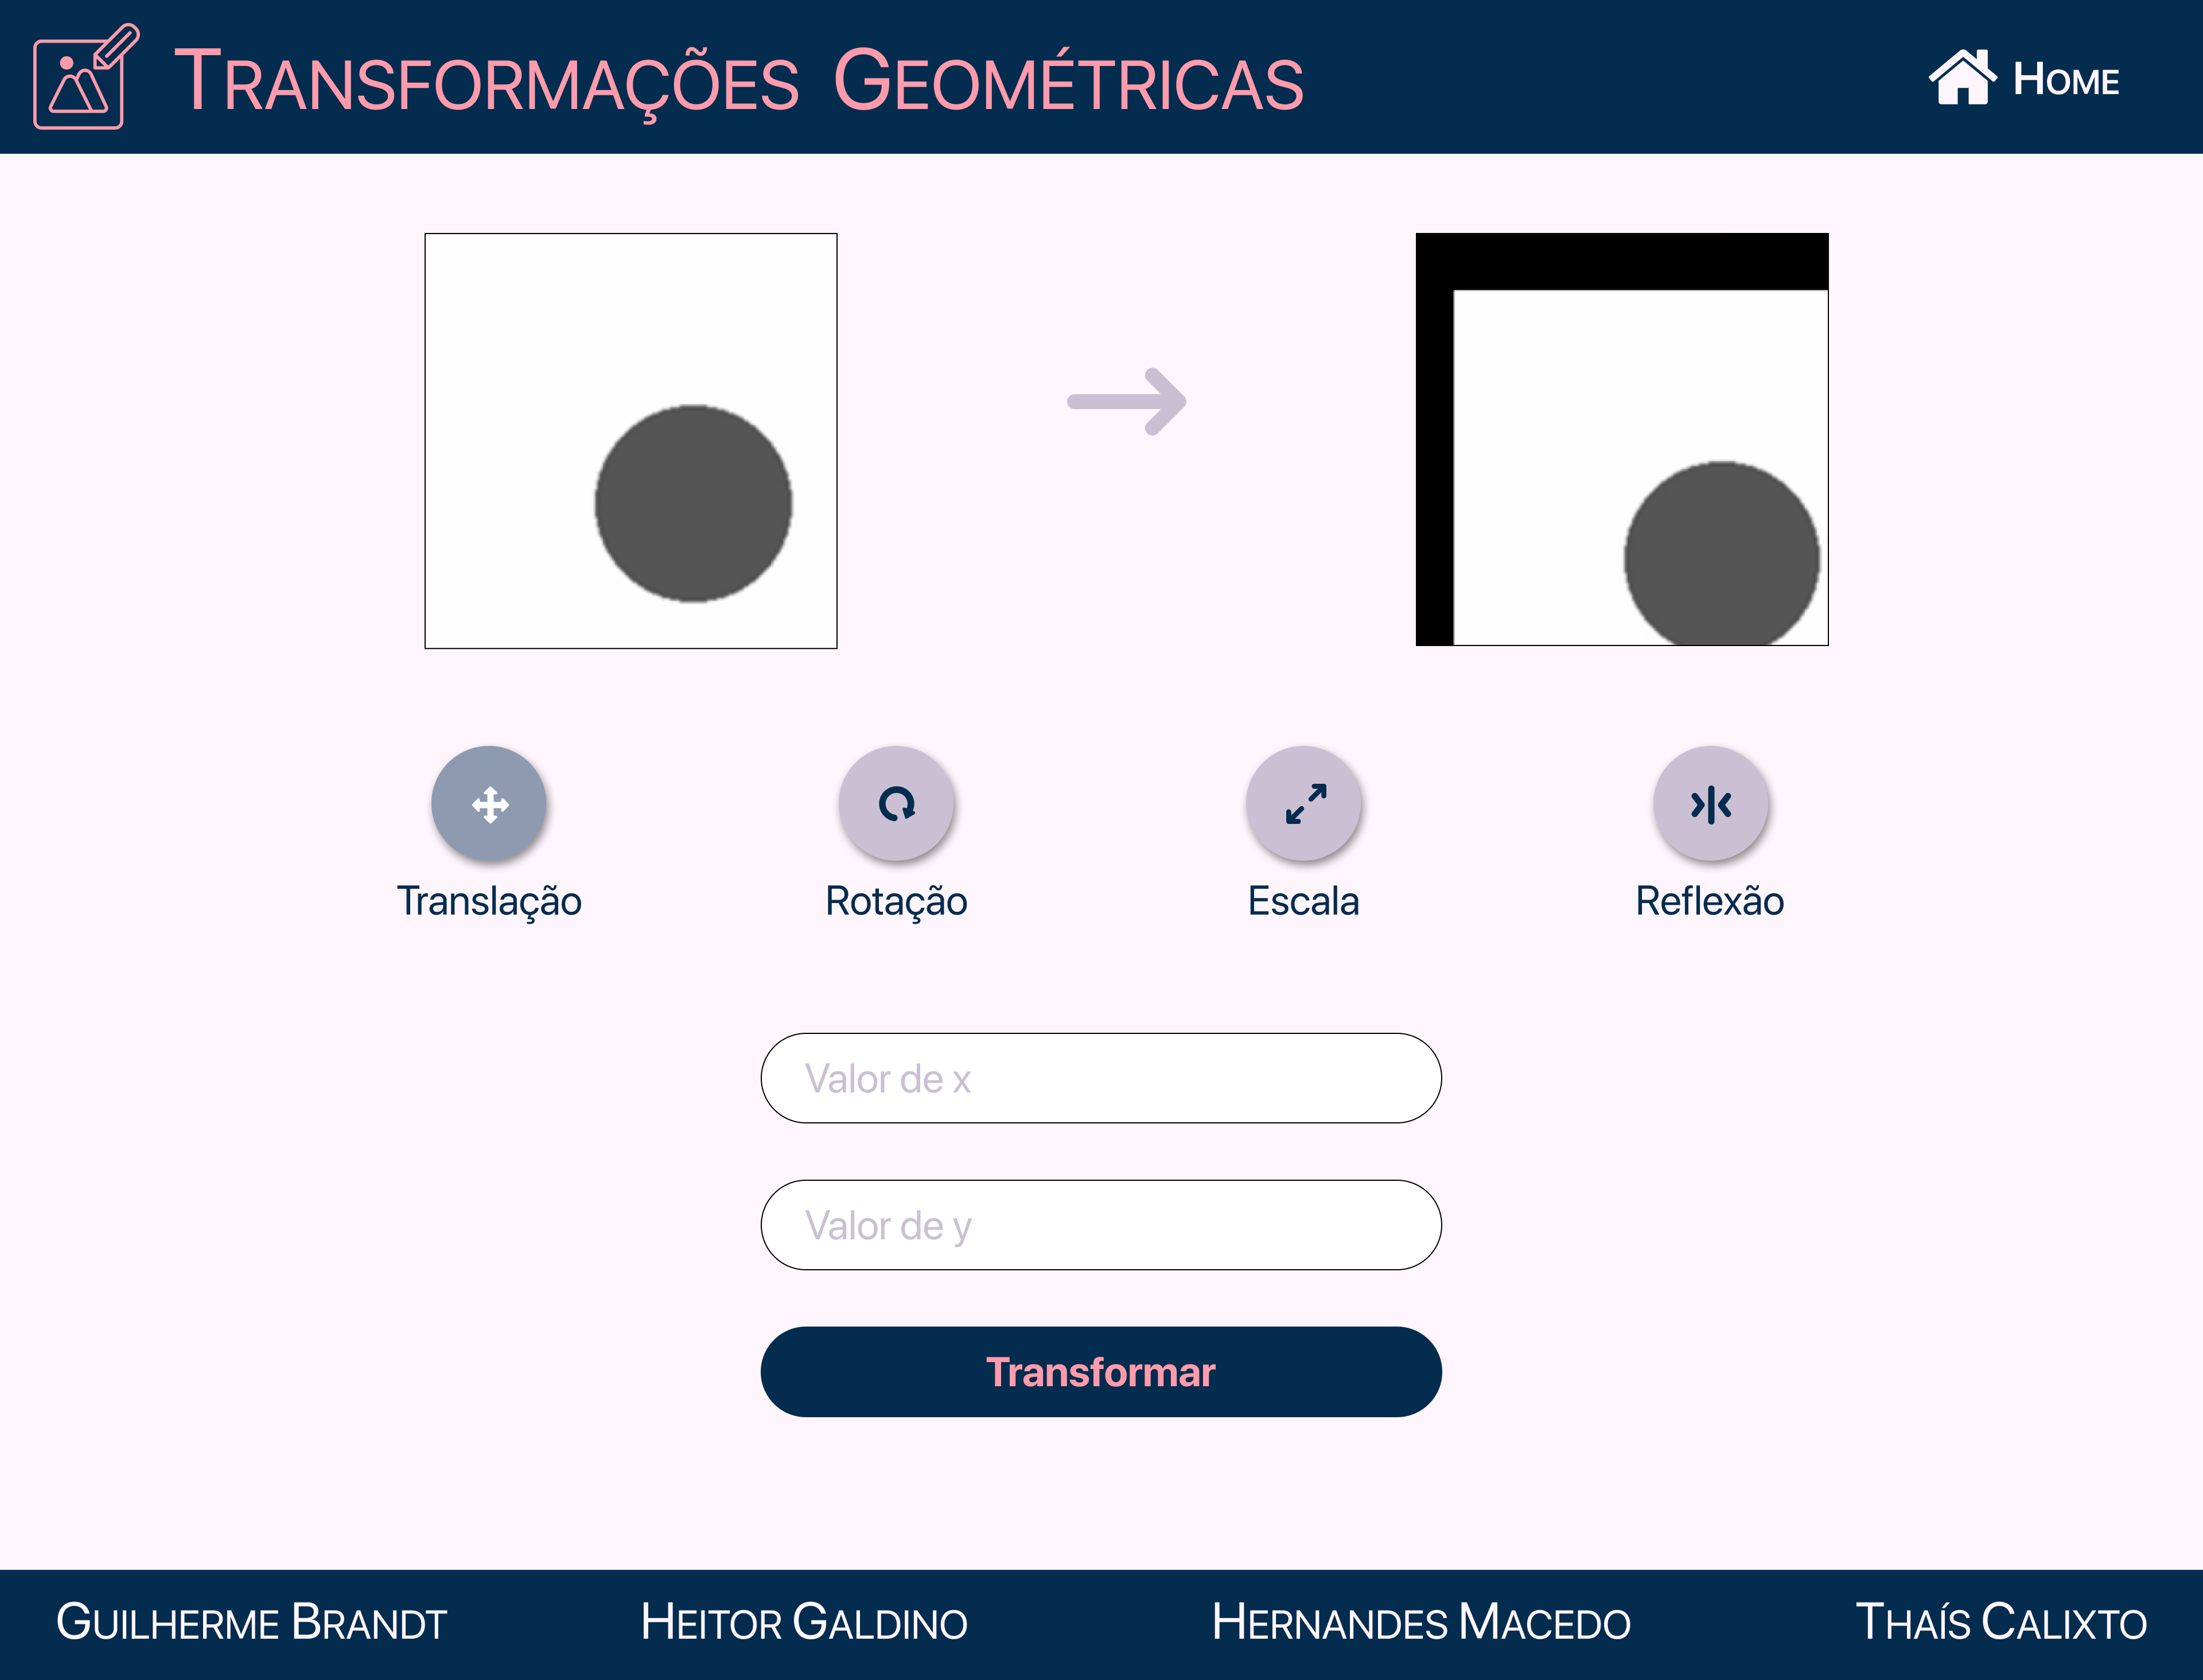 Transformações Geométricas
Home
Translação
Rotação
Escala
Reflexão
Valor de x
Valor de y
Transformar
Guilherme Brandt
Heitor Galdino
Hernandes Macedo
Thaís Calixto